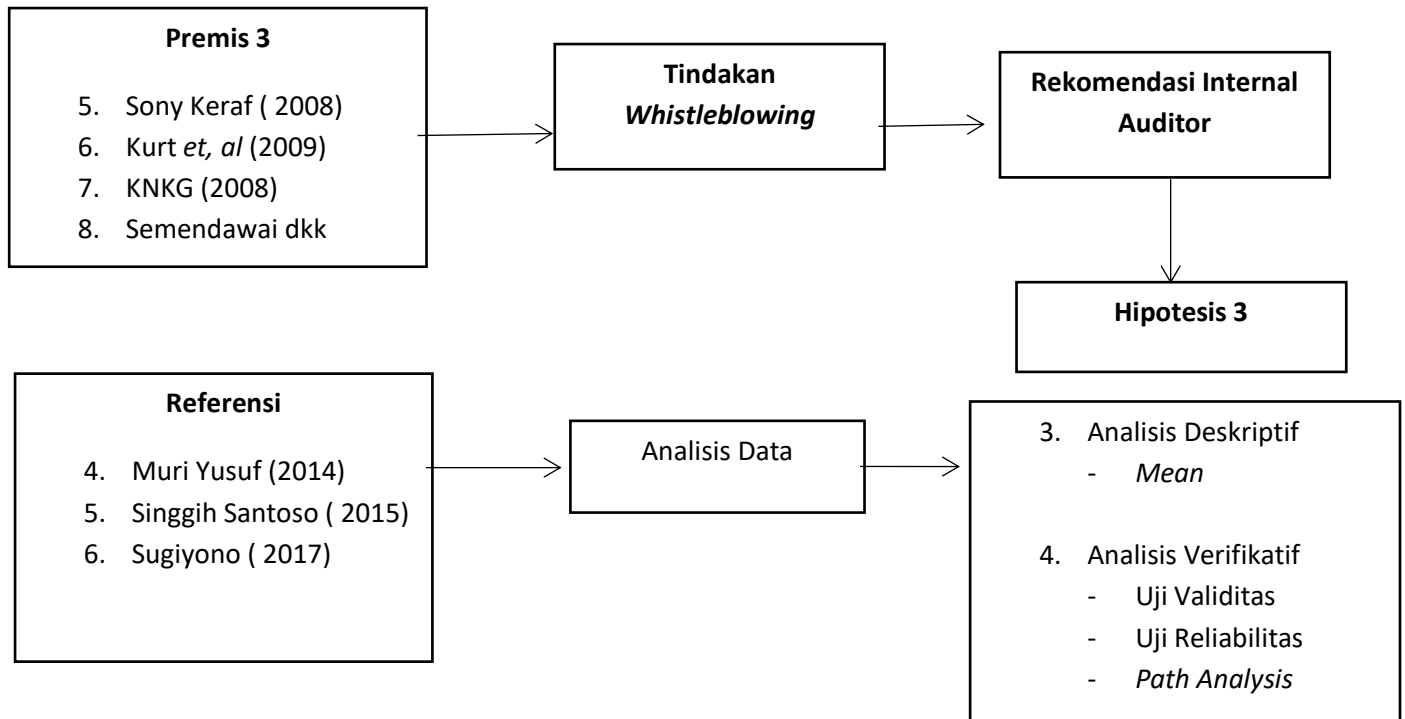 Premis 3
5. Sony Keraf ( 2008)
6. Kurt et, al (2009)
7. KNKG (2008)
8. Semendawai dkk
Tindakan
Whistleblowing
Rekomendasi Internal
Auditor
Hipotesis 3
Referensi
4. Muri Yusuf (2014)
5. Singgih Santoso ( 2015)
6. Sugiyono ( 2017)
Analisis Data
3. Analisis Deskriptif
- Mean
4. Analisis Verifikatif
- Uji Validitas
- Uji Reliabilitas
- Path Analysis